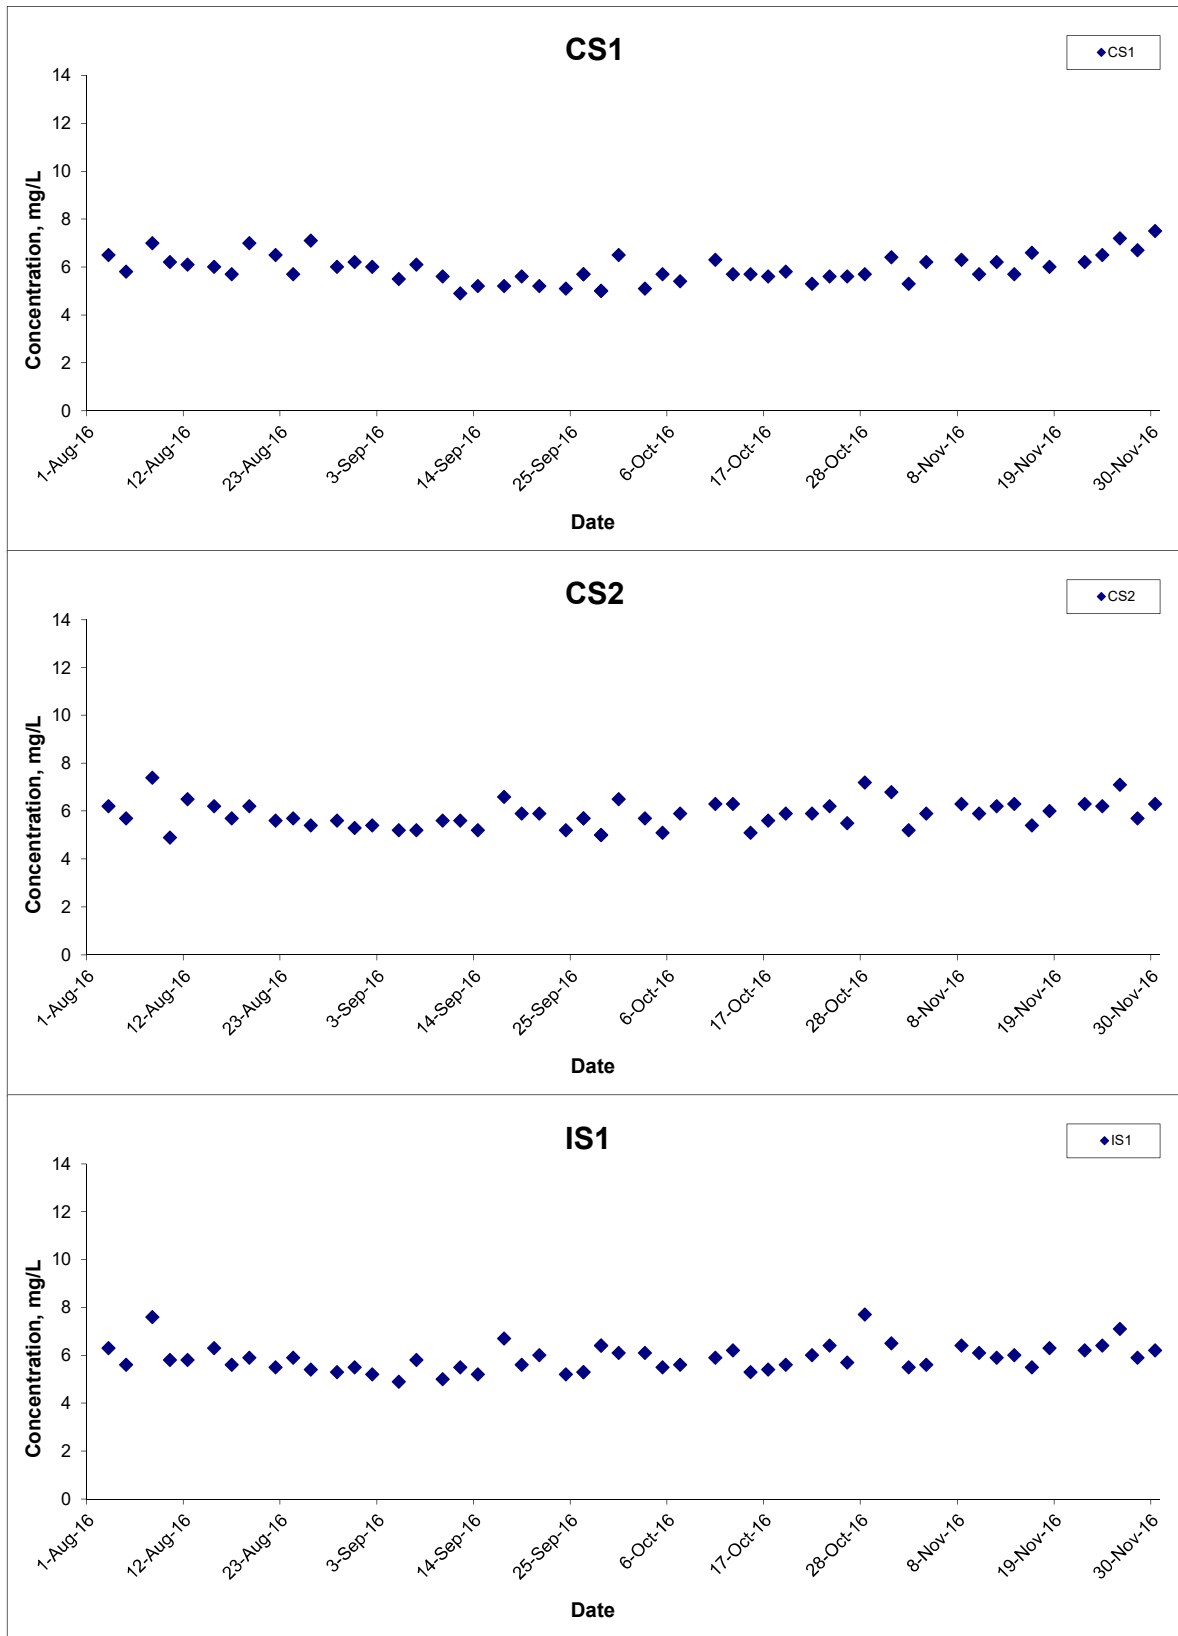 CS1
CS1
14
12
10
8
6
4
2
0
Concentration, mg/L
1-Aug-16
12-Aug-16
23-Aug-16
3-Sep-16
14-Sep-16
25-Sep-16
6-Oct-16
17-Oct-16
28-Oct-16
8-Nov-16
19-Nov-16
30-Nov-16
Date
CS2
CS2
14
12
10
8
6
4
2
0
Concentration, mg/L
1-Aug-16
12-Aug-16
23-Aug-16
3-Sep-16
14-Sep-16
25-Sep-16
6-Oct-16
17-Oct-16
28-Oct-16
8-Nov-16
19-Nov-16
30-Nov-16
Date
IS1
IS1
14
12
10
8
6
4
2
0
Concentration, mg/L
1-Aug-16
12-Aug-16
23-Aug-16
3-Sep-16
14-Sep-16
25-Sep-16
6-Oct-16
17-Oct-16
28-Oct-16
8-Nov-16
19-Nov-16
30-Nov-16
Date